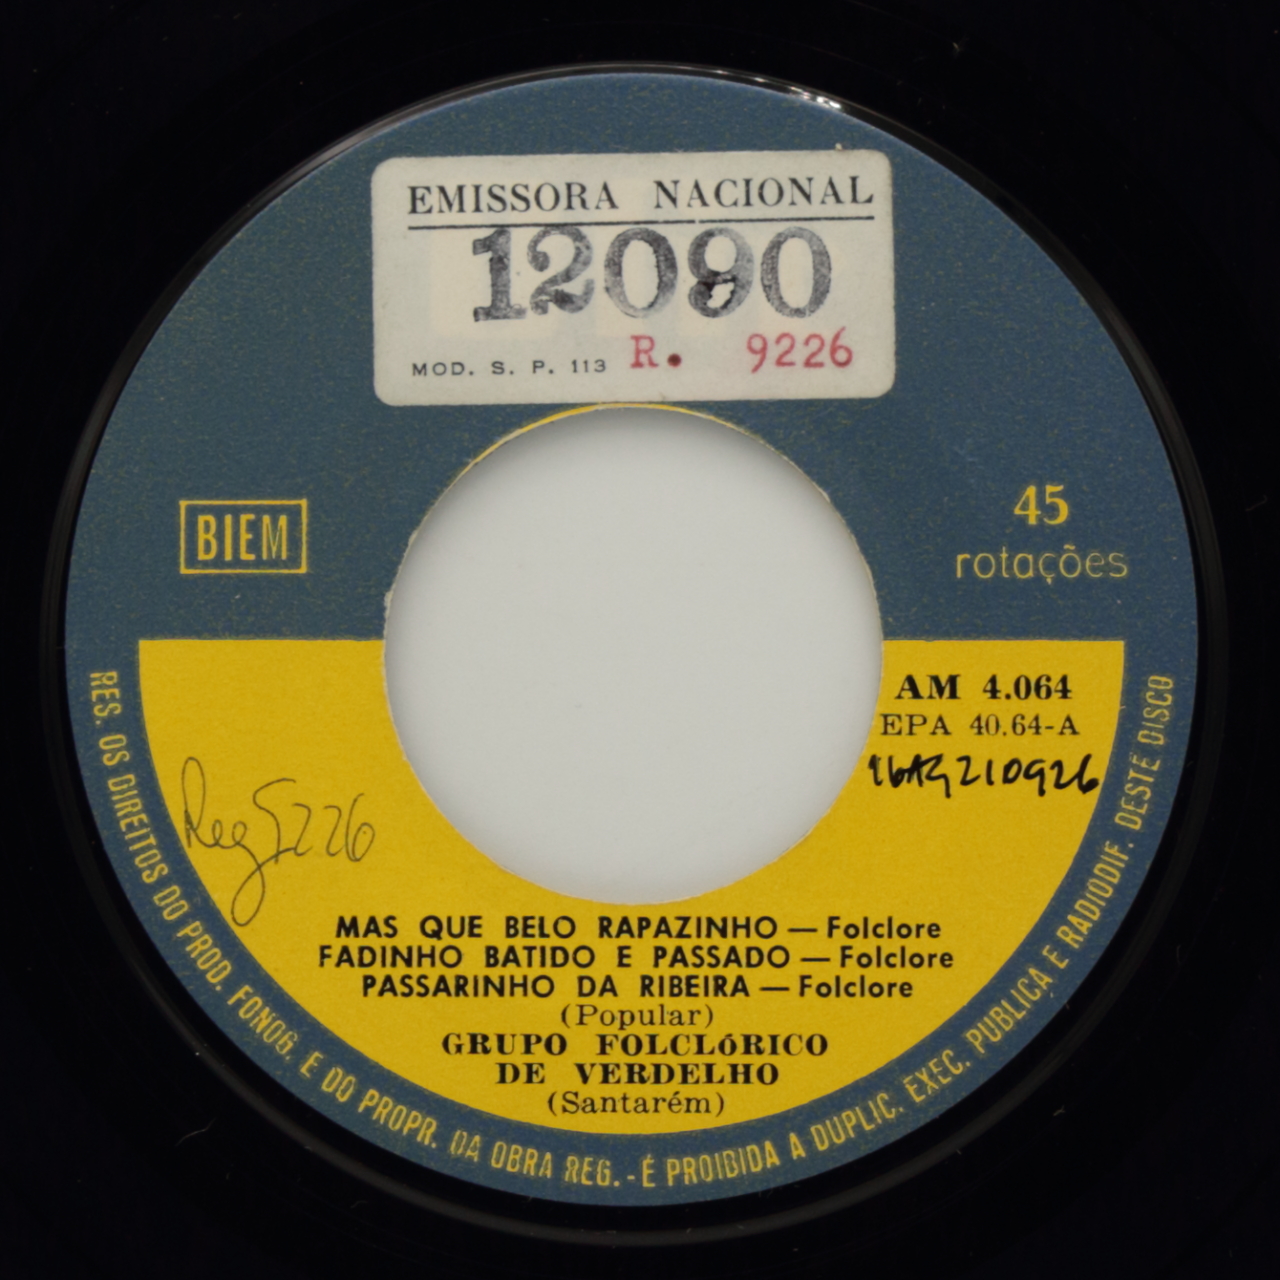 EMISSORA NACIONAL
12090
MOD. S. P. 113 R. 9226
BIEM
45
rotações
AM 4.064
EPA 40.64-A
16AG210926
Reg 5226
MAS QUE BELO RAPAZINHO — Folclore
FADINHO BATIDO E PASSADO — Folclore
PASSARINHO DA RIBEIRA — Folclore
(Popular)
GRUPO FOLCLóRICO
DE VERDELHO
(Santarém)
RES. OS DIREITOS DO PROD. FONOG. E DO PROPR. DA OBRA REG. - É PROIBIDA A DUPLIC. EXEC. PUBLICA E RADIODIF. DESTE DISCO